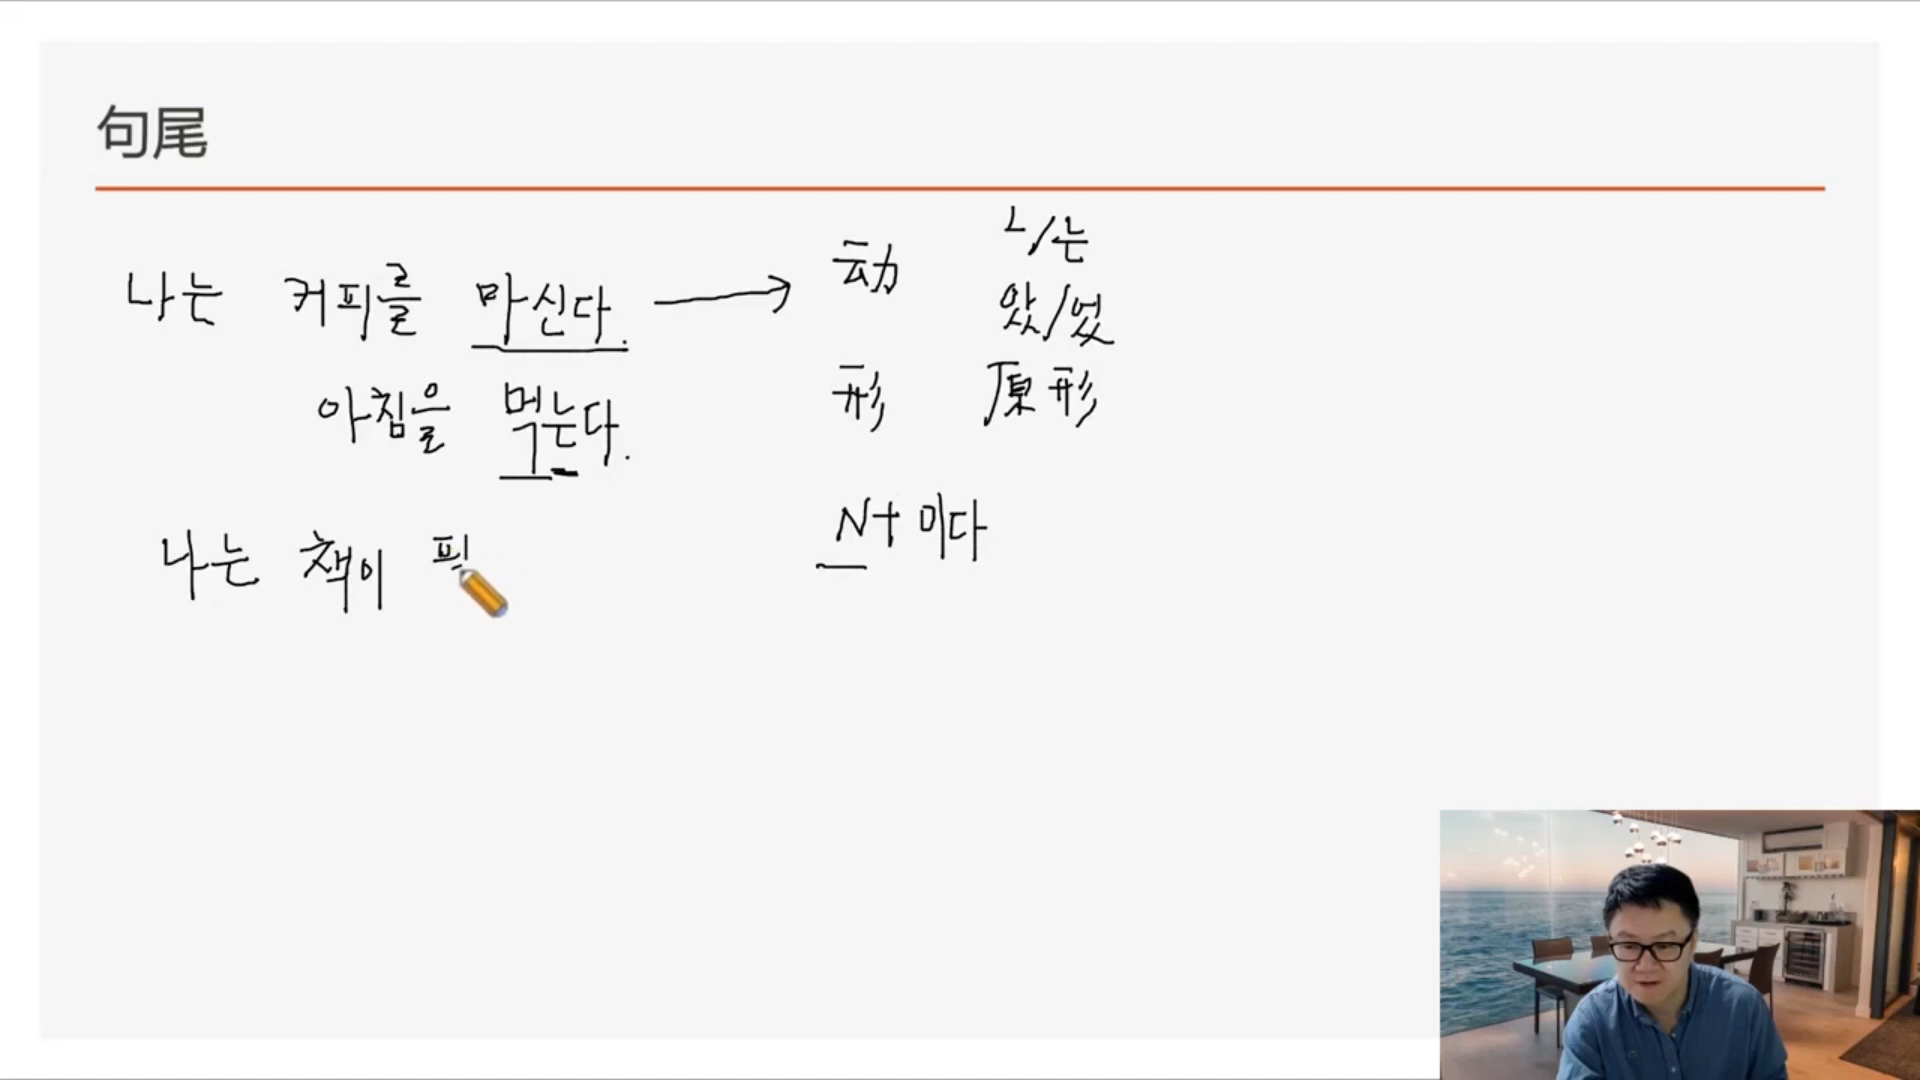 句尾
나는 커피를 마신다.
아침을 먹는다.
나는 책이 필
动 ㄴ/는
았/었
形 原形
N+이다